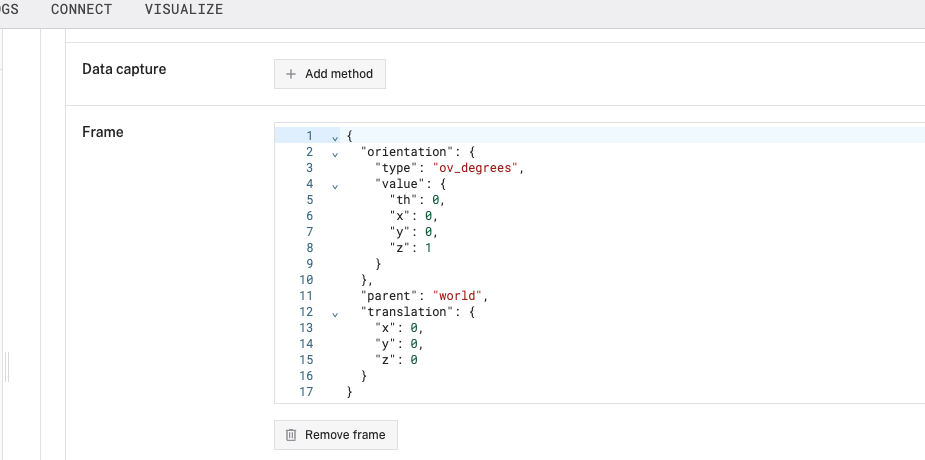 GS CONNECT VISUALIZE
Data capture
+ Add method
Frame
1 {
2 "orientation": {
3 "type": "ov_degrees",
4 "value": {
5 "th": 0,
6 "x": 0,
7 "y": 0,
8 "z": 1
9 }
10 },
11 "parent": "world",
12 "translation": {
13 "x": 0,
14 "y": 0,
15 "z": 0
16 }
17 }
Remove frame